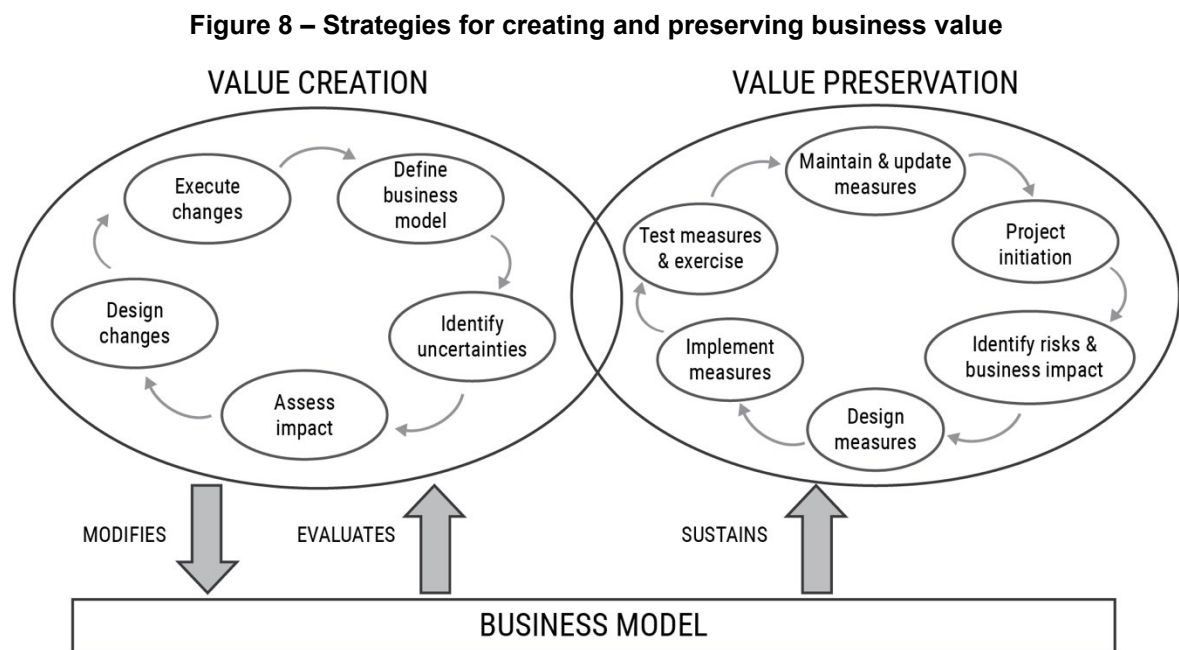 Figure 8 – Strategies for creating and preserving business value
VALUE CREATION
VALUE PRESERVATION
Execute
changes
Define
business
model
Identify
uncertainties
Assess
impact
Design
changes
Maintain & update
measures
Project
initiation
Identify risks &
business impact
Design
measures
Implement
measures
Test measures
& exercise
MODIFIES
EVALUATES
SUSTAINS
BUSINESS MODEL